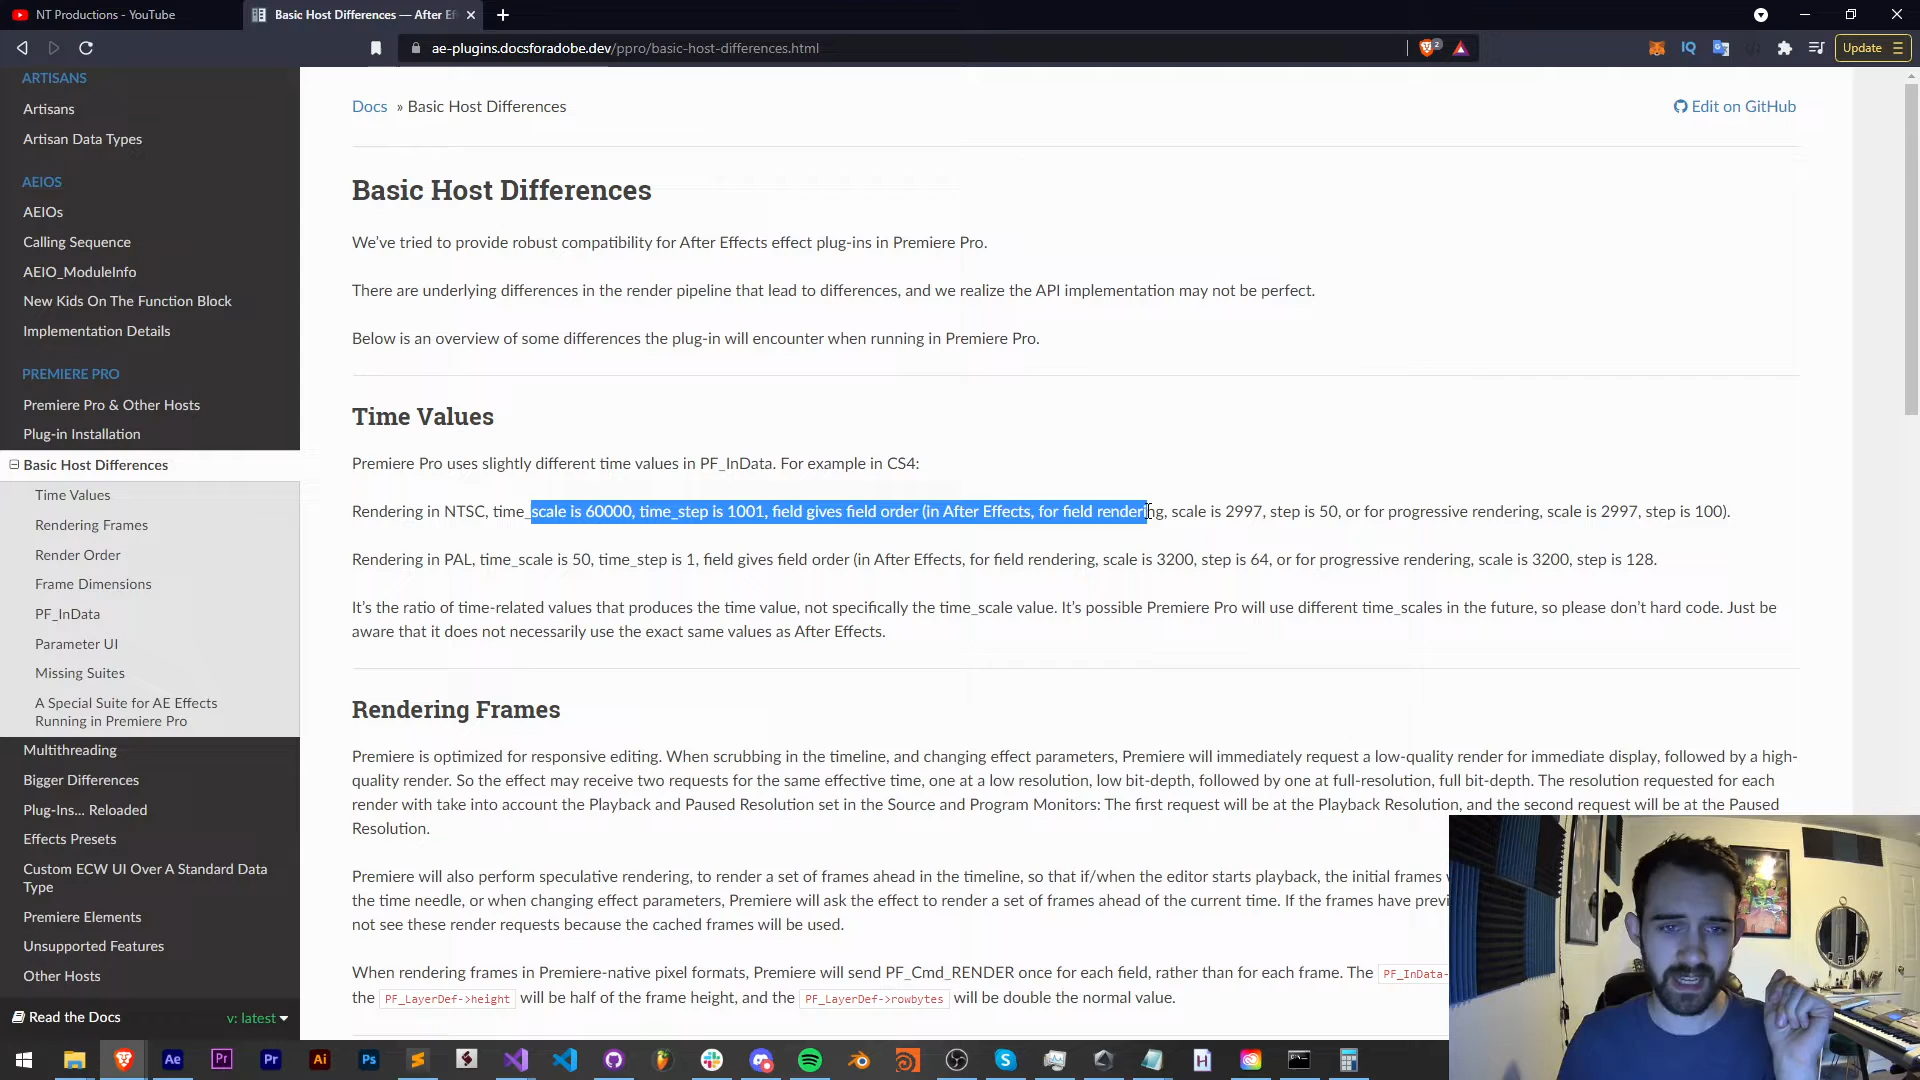 NT Productions - YouTube
Basic Host Differences — After Ef
ae-plugins.docsforadobe.dev/ppro/basic-host-differences.html
2
IQ
Update
ARTISANS
Artisans
Artisan Data Types
AEIOS
AEIOs
Calling Sequence
AEIO_ModuleInfo
New Kids On The Function Block
Implementation Details
PREMIERE PRO
Premiere Pro & Other Hosts
Plug-in Installation
Basic Host Differences
Time Values
Rendering Frames
Render Order
Frame Dimensions
PF_InData
Parameter UI
Missing Suites
A Special Suite for AE Effects
Running in Premiere Pro
Multithreading
Bigger Differences
Plug-Ins... Reloaded
Effects Presets
Custom ECW UI Over A Standard Data
Type
Premiere Elements
Unsupported Features
Other Hosts
Read the Docs
v: latest
Docs » Basic Host Differences
Edit on GitHub
Basic Host Differences
We've tried to provide robust compatibility for After Effects effect plug-ins in Premiere Pro.
There are underlying differences in the render pipeline that lead to differences, and we realize the API implementation may not be perfect.
Below is an overview of some differences the plug-in will encounter when running in Premiere Pro.
Time Values
Premiere Pro uses slightly different time values in PF_InData. For example in CS4:
Rendering in NTSC, time_scale is 60000, time_step is 1001, field gives field order (in After Effects, for field rendering, scale is 2997, step is 50, or for progressive rendering, scale is 2997, step is 100).
Rendering in PAL, time_scale is 50, time_step is 1, field gives field order (in After Effects, for field rendering, scale is 3200, step is 64, or for progressive rendering, scale is 3200, step is 128.
It's the ratio of time-related values that produces the time value, not specifically the time_scale value. It's possible Premiere Pro will use different time_scales in the future, so please don't hard code. Just be
aware that it does not necessarily use the exact same values as After Effects.
Rendering Frames
Premiere is optimized for responsive editing. When scrubbing in the timeline, and changing effect parameters, Premiere will immediately request a low-quality render for immediate display, followed by a high-
quality render. So the effect may receive two requests for the same effective time, one at a low resolution, low bit-depth, followed by one at full-resolution, full bit-depth. The resolution requested for each
render with take into account the Playback and Paused Resolution set in the Source and Program Monitors: The first request will be at the Playback Resolution, and the second request will be at the Paused
Resolution.
Premiere will also perform speculative rendering, to render a set of frames ahead in the timeline, so that if/when the editor starts playback, the initial frames
the time needle, or when changing effect parameters, Premiere will ask the effect to render a set of frames ahead of the current time. If the frames have previ
not see these render requests because the cached frames will be used.
When rendering frames in Premiere-native pixel formats, Premiere will send PF_Cmd_RENDER once for each field, rather than for each frame. The PF_InData-
the PF_LayerDef->height will be half of the frame height, and the PF_LayerDef->rowbytes will be double the normal value.
Ae
Pr
Pr
Ai
Ps
H